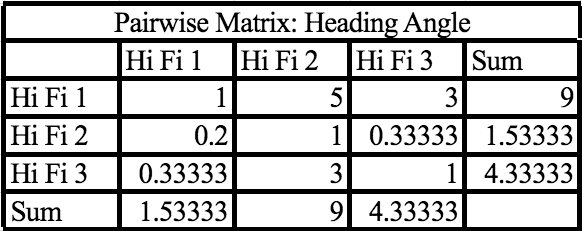 Pairwise Matrix: Heading Angle
Hi Fi 1 Hi Fi 2 Hi Fi 3 Sum
Hi Fi 1 1 5 3 9
Hi Fi 2 0.2 1 0.33333 1.53333
Hi Fi 3 0.33333 3 1 4.33333
Sum 1.53333 9 4.33333